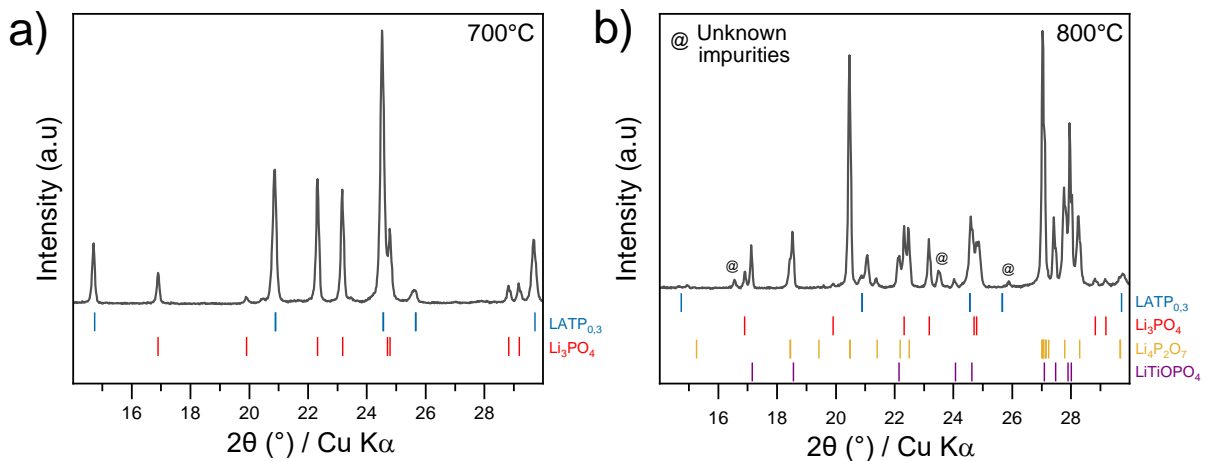 a)
700°C
Intensity (a.u)
LATP₀,₃
Li₃PO₄
16 18 20 22 24 26 28
2θ (°) / Cu Kα
b)
@ Unknown
impurities
800°C
Intensity (a.u)
@
@
@
LATP₀,₃
Li₃PO₄
Li₄P₂O₇
LiTiOPO₄
16 18 20 22 24 26 28
2θ (°) / Cu Kα